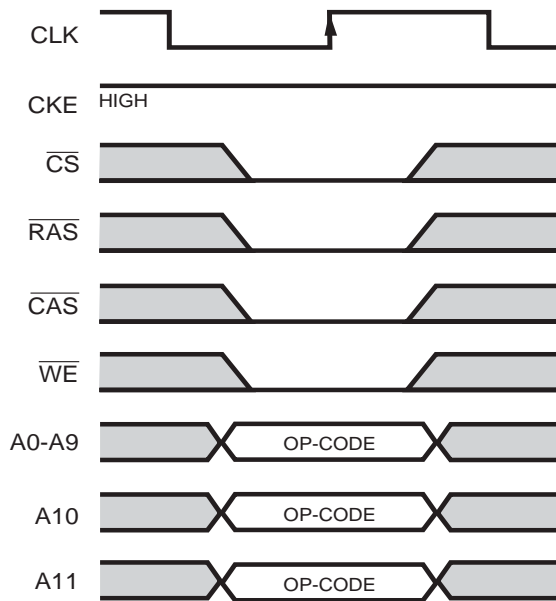 CLK
CKE HIGH
CS
RAS
CAS
WE
A0-A9 OP-CODE
A10 OP-CODE
A11 OP-CODE